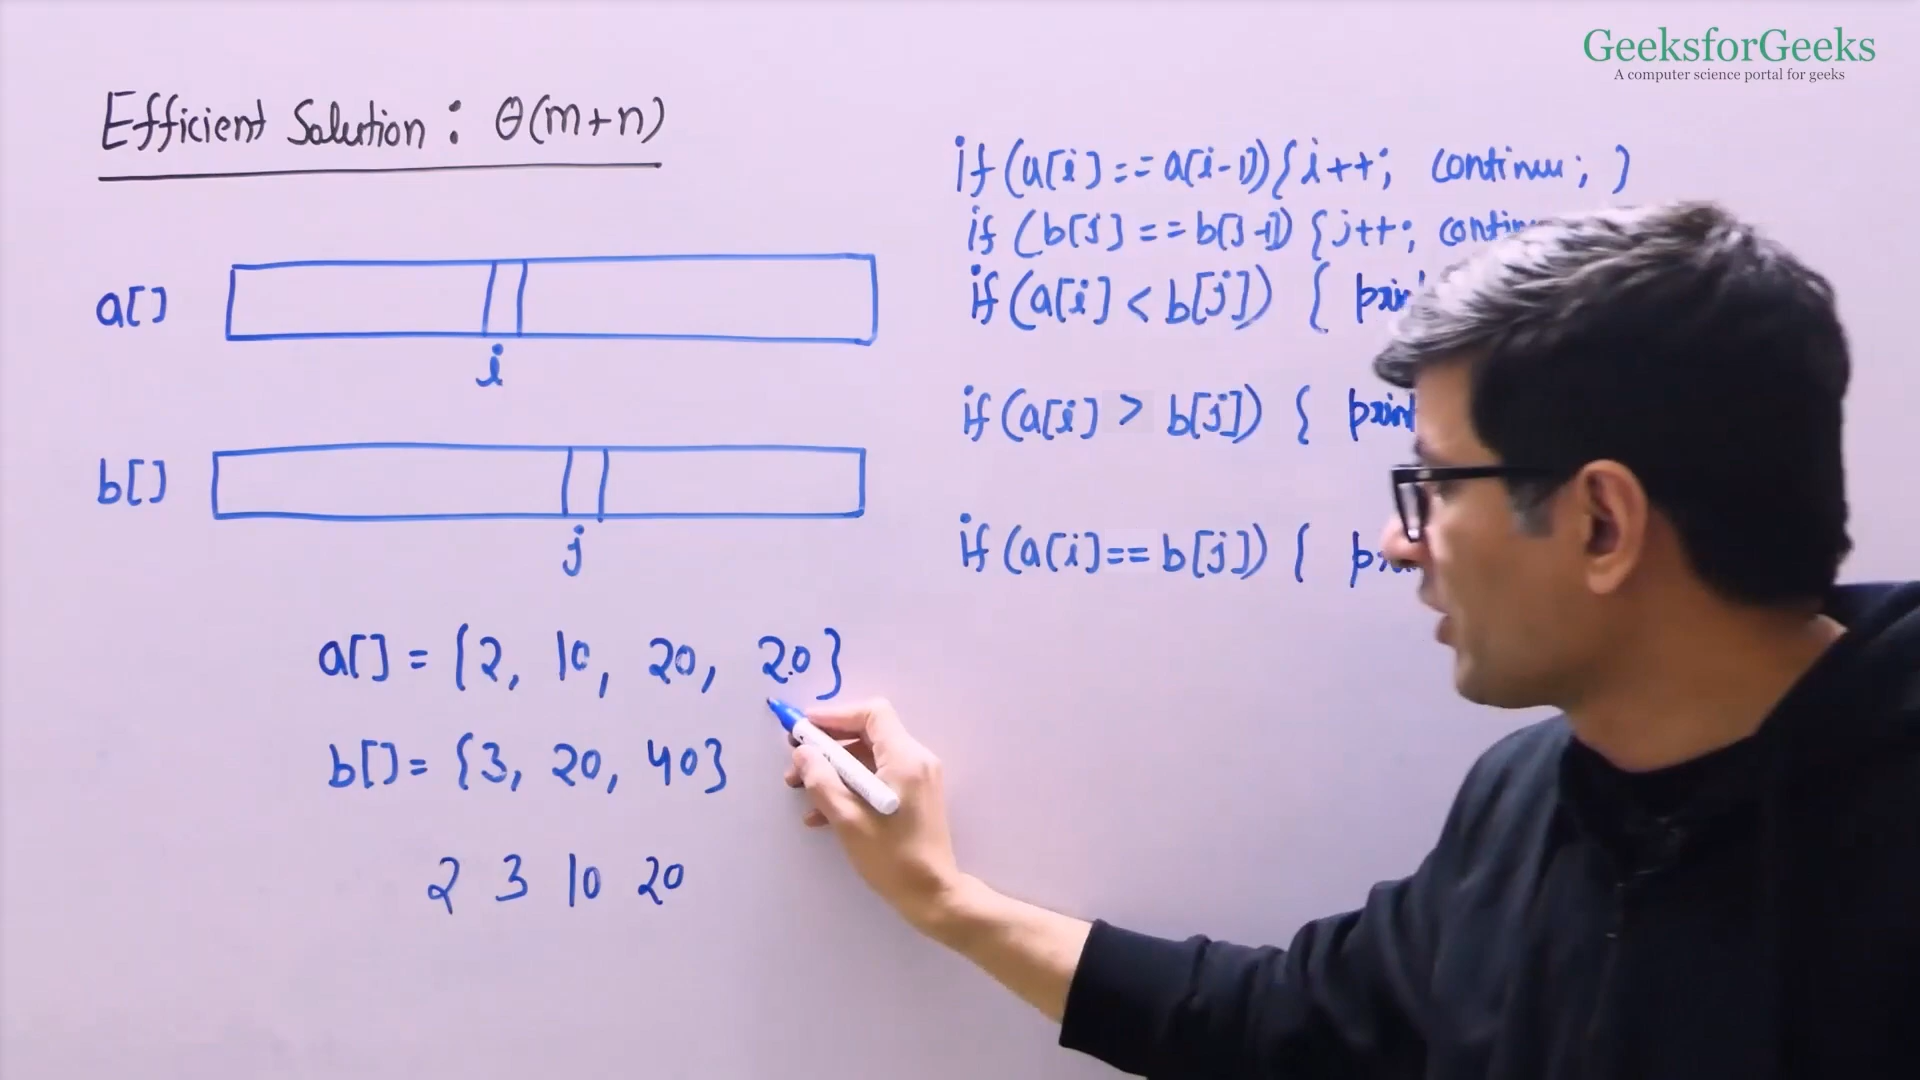 GeeksforGeeks
A computer science portal for geeks
Efficient Solution : θ(m+n)
a[]
i
b[]
j
a[] = {2, 10, 20, 20}
b[] = {3, 20, 40}
2 3 10 20
if (a[i] == a[i-1]) {i++; continue; }
if (b[j] == b[j-1]) {j++;
if (a[i] < b[j]) {
if (a[i] > b[j]) { print
if (a[i] == b[j]) {